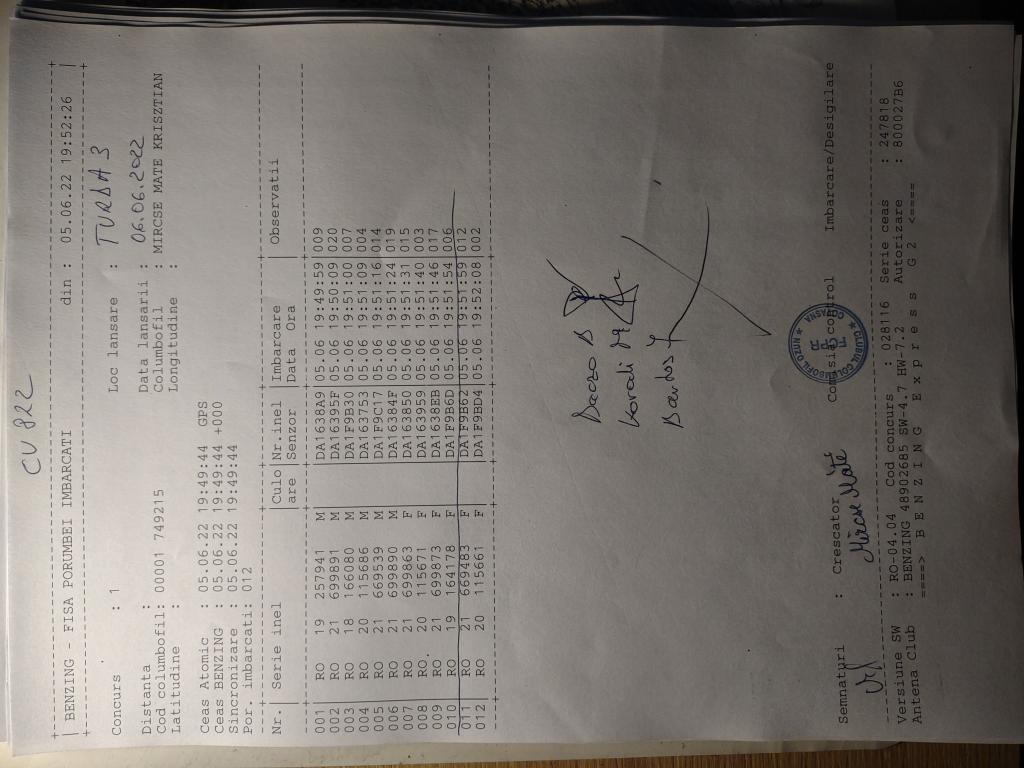 CU 822
BENZING - FISA PORUMBEI IMBARCATI din : 05.06.22 19:52:26
Concurs : 1 Loc lansare : TURDA 3
Distanta : Data lansarii : 06.06.2022
Cod columbofil: 00001 749215 Columbofil : MIRCSE MATE KRISZTIAN
Latitudine : Longitudine :
Ceas Atomic : 05.06.22 19:49:44 GPS
Ceas BENZING : 05.06.22 19:49:44 +000
Sincronizare : 05.06.22 19:49:44
Por. imbarcati: 012
Nr. | Serie inel |Culo |Nr.inel |Imbarcare | Observatii
|are |Senzor |Data Ora
001 | RO 19 257941 M | |DA1638A9|05.06 19:49:59|009
002 | RO 21 699891 M | |DA16395F|05.06 19:50:09|020
003 | RO 18 166080 M | |DA1F9B30|05.06 19:51:00|007
004 | RO 20 115686 M | |DA163753|05.06 19:51:09|004
005 | RO 21 669539 M | |DA1F9C17|05.06 19:51:16|014
006 | RO 21 699890 M | |DA16384F|05.06 19:51:24|019
007 | RO 21 699863 F | |DA163850|05.06 19:51:31|015
008 | RO. 20 115671 F | |DA163965|05.06 19:51:40|003
009 | RO 21 699873 F | |DA1638EB|05.06 19:51:46|017
010 | RO 19 164178 F | |DA1F9B6D|05.06 19:51:54|006
011 | RO 21 669483 F | |DA1F9B62|05.06 19:51:59|012
012 | RO 20 115661 F | |DA1F9BD4|05.06 19:52:08|002
Korodi
Bartos
Semnaturi : Crescator Comisia control Imbarcare/Desigilare
Mircse Máté
Versiune SW : RO-04.04 Cod concurs : 028116 Serie ceas : 247818
Antena Club : BENZING 48902685 SW-4.7 HW-7.2 Autorizare : 800027B6
====> B E N Z I N G E x p r e s s G 2 <====